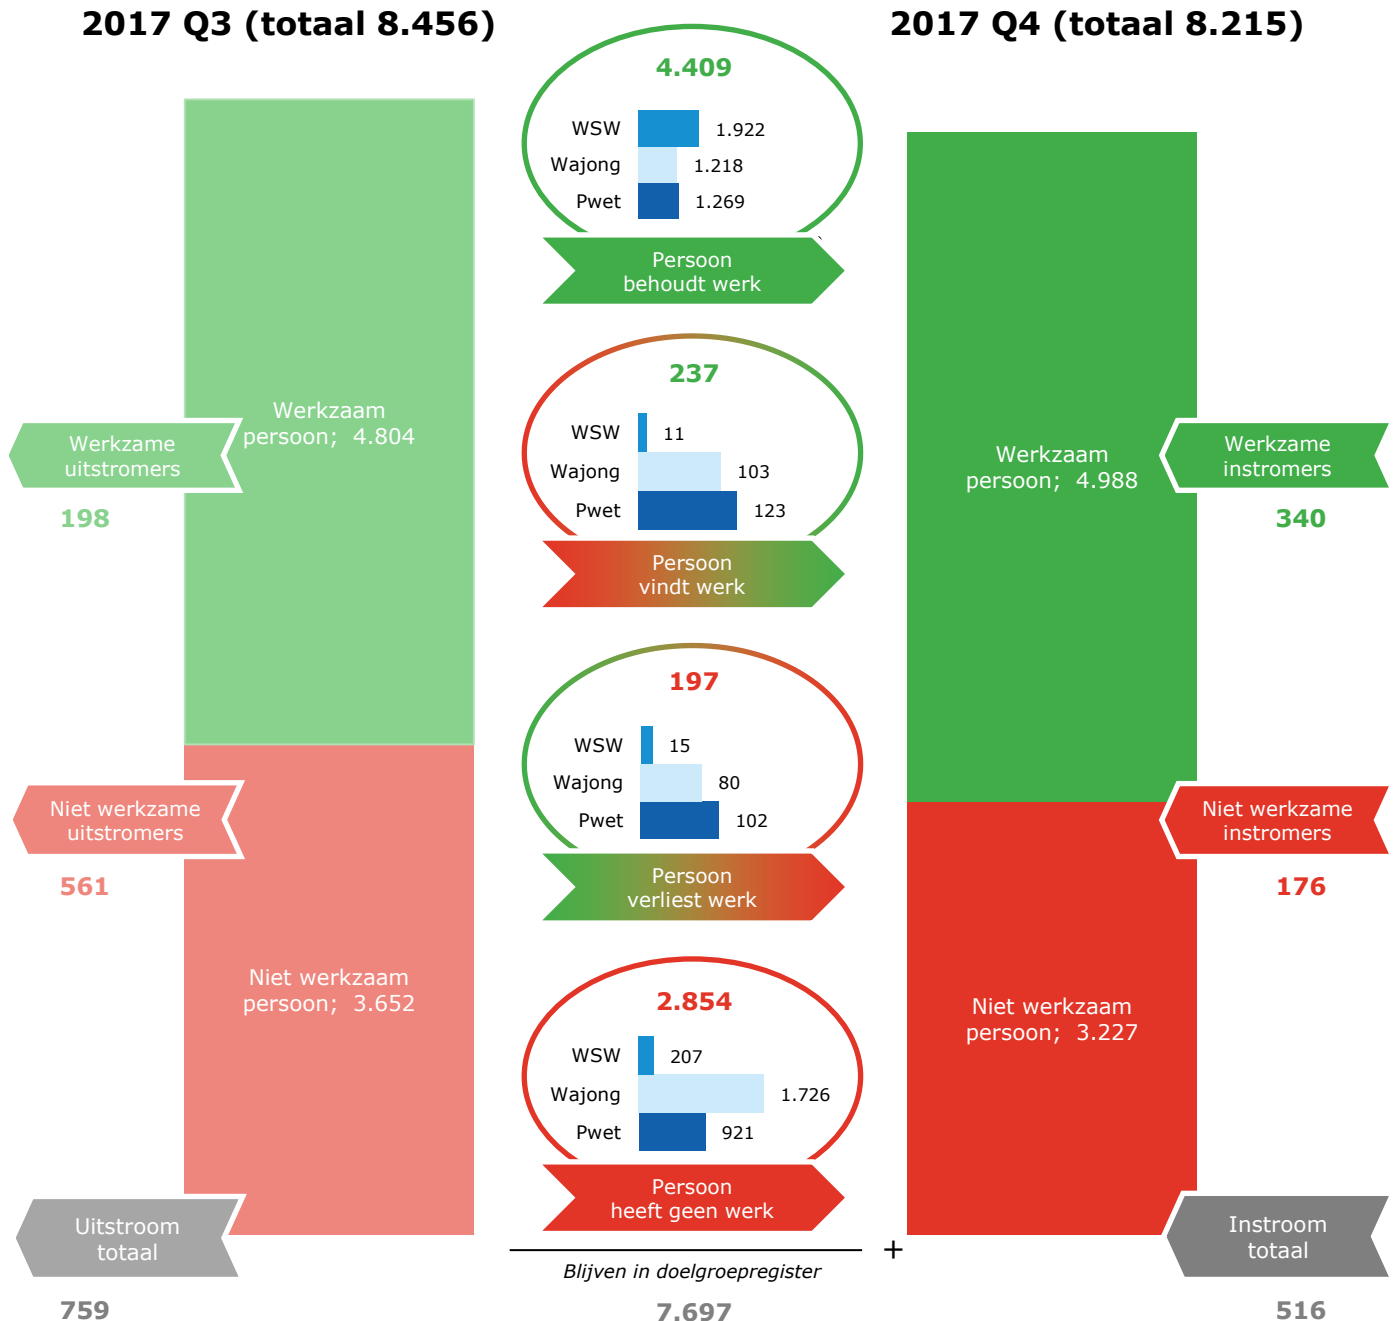 2017 Q3 (totaal 8.456)
2017 Q4 (totaal 8.215)
4.409
WSW 1.922
Wajong 1.218
Pwet 1.269
Persoon
behoudt werk
237
WSW 11
Wajong 103
Pwet 123
Persoon
vindt werk
197
WSW 15
Wajong 80
Pwet 102
Persoon
verliest werk
2.854
WSW 207
Wajong 1.726
Pwet 921
Persoon
heeft geen werk
Blijven in doelgroepregister
+
7.697
Werkzaam
persoon; 4.804
Werkzame
uitstromers
198
Niet werkzame
uitstromers
561
Niet werkzaam
persoon; 3.652
Uitstroom
totaal
759
Werkzaam
persoon; 4.988
Werkzame
instromers
340
Niet werkzame
instromers
176
Niet werkzaam
persoon; 3.227
Instroom
totaal
516